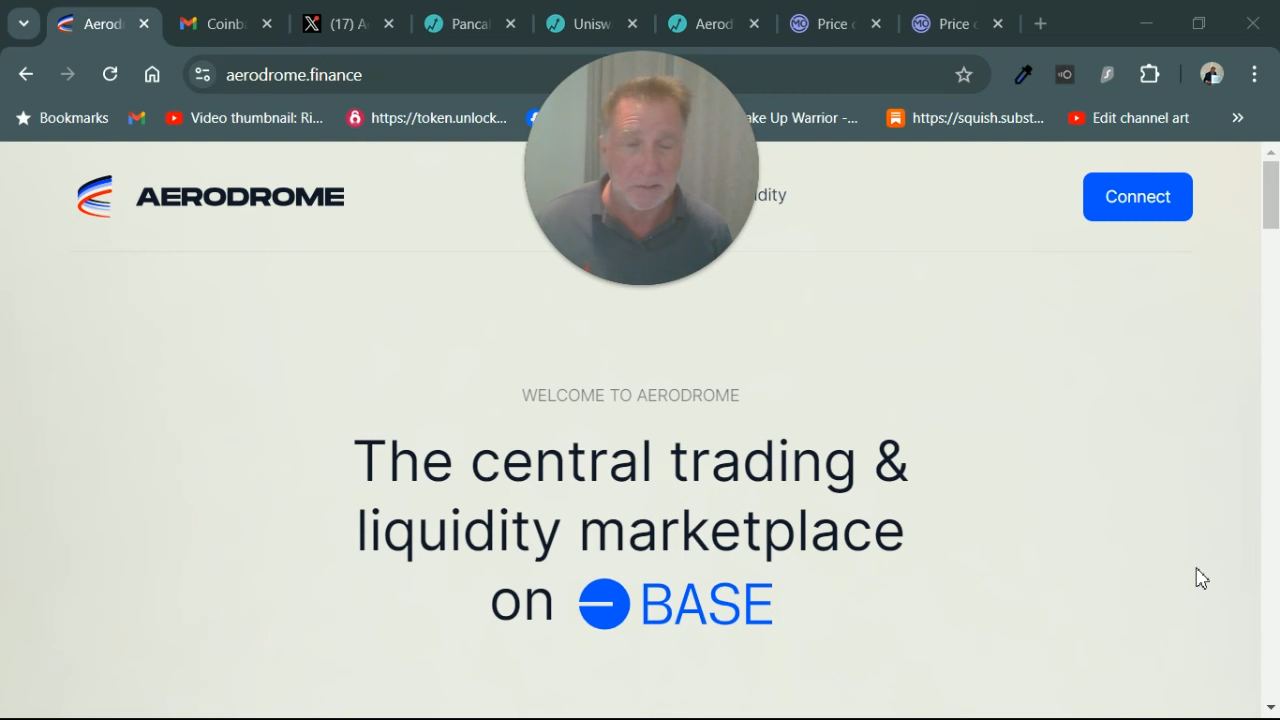 Aerod
Coinb
(17) A
Pancal
Unisw
Aerod
Price
Price
aerodrome.finance
Bookmarks
Video thumbnail: Ri...
https://token.unlock...
ake Up Warrior -...
https://squish.subst...
Edit channel art
AERODROME
idity
Connect
WELCOME TO AERODROME
The central trading &
liquidity marketplace
on BASE